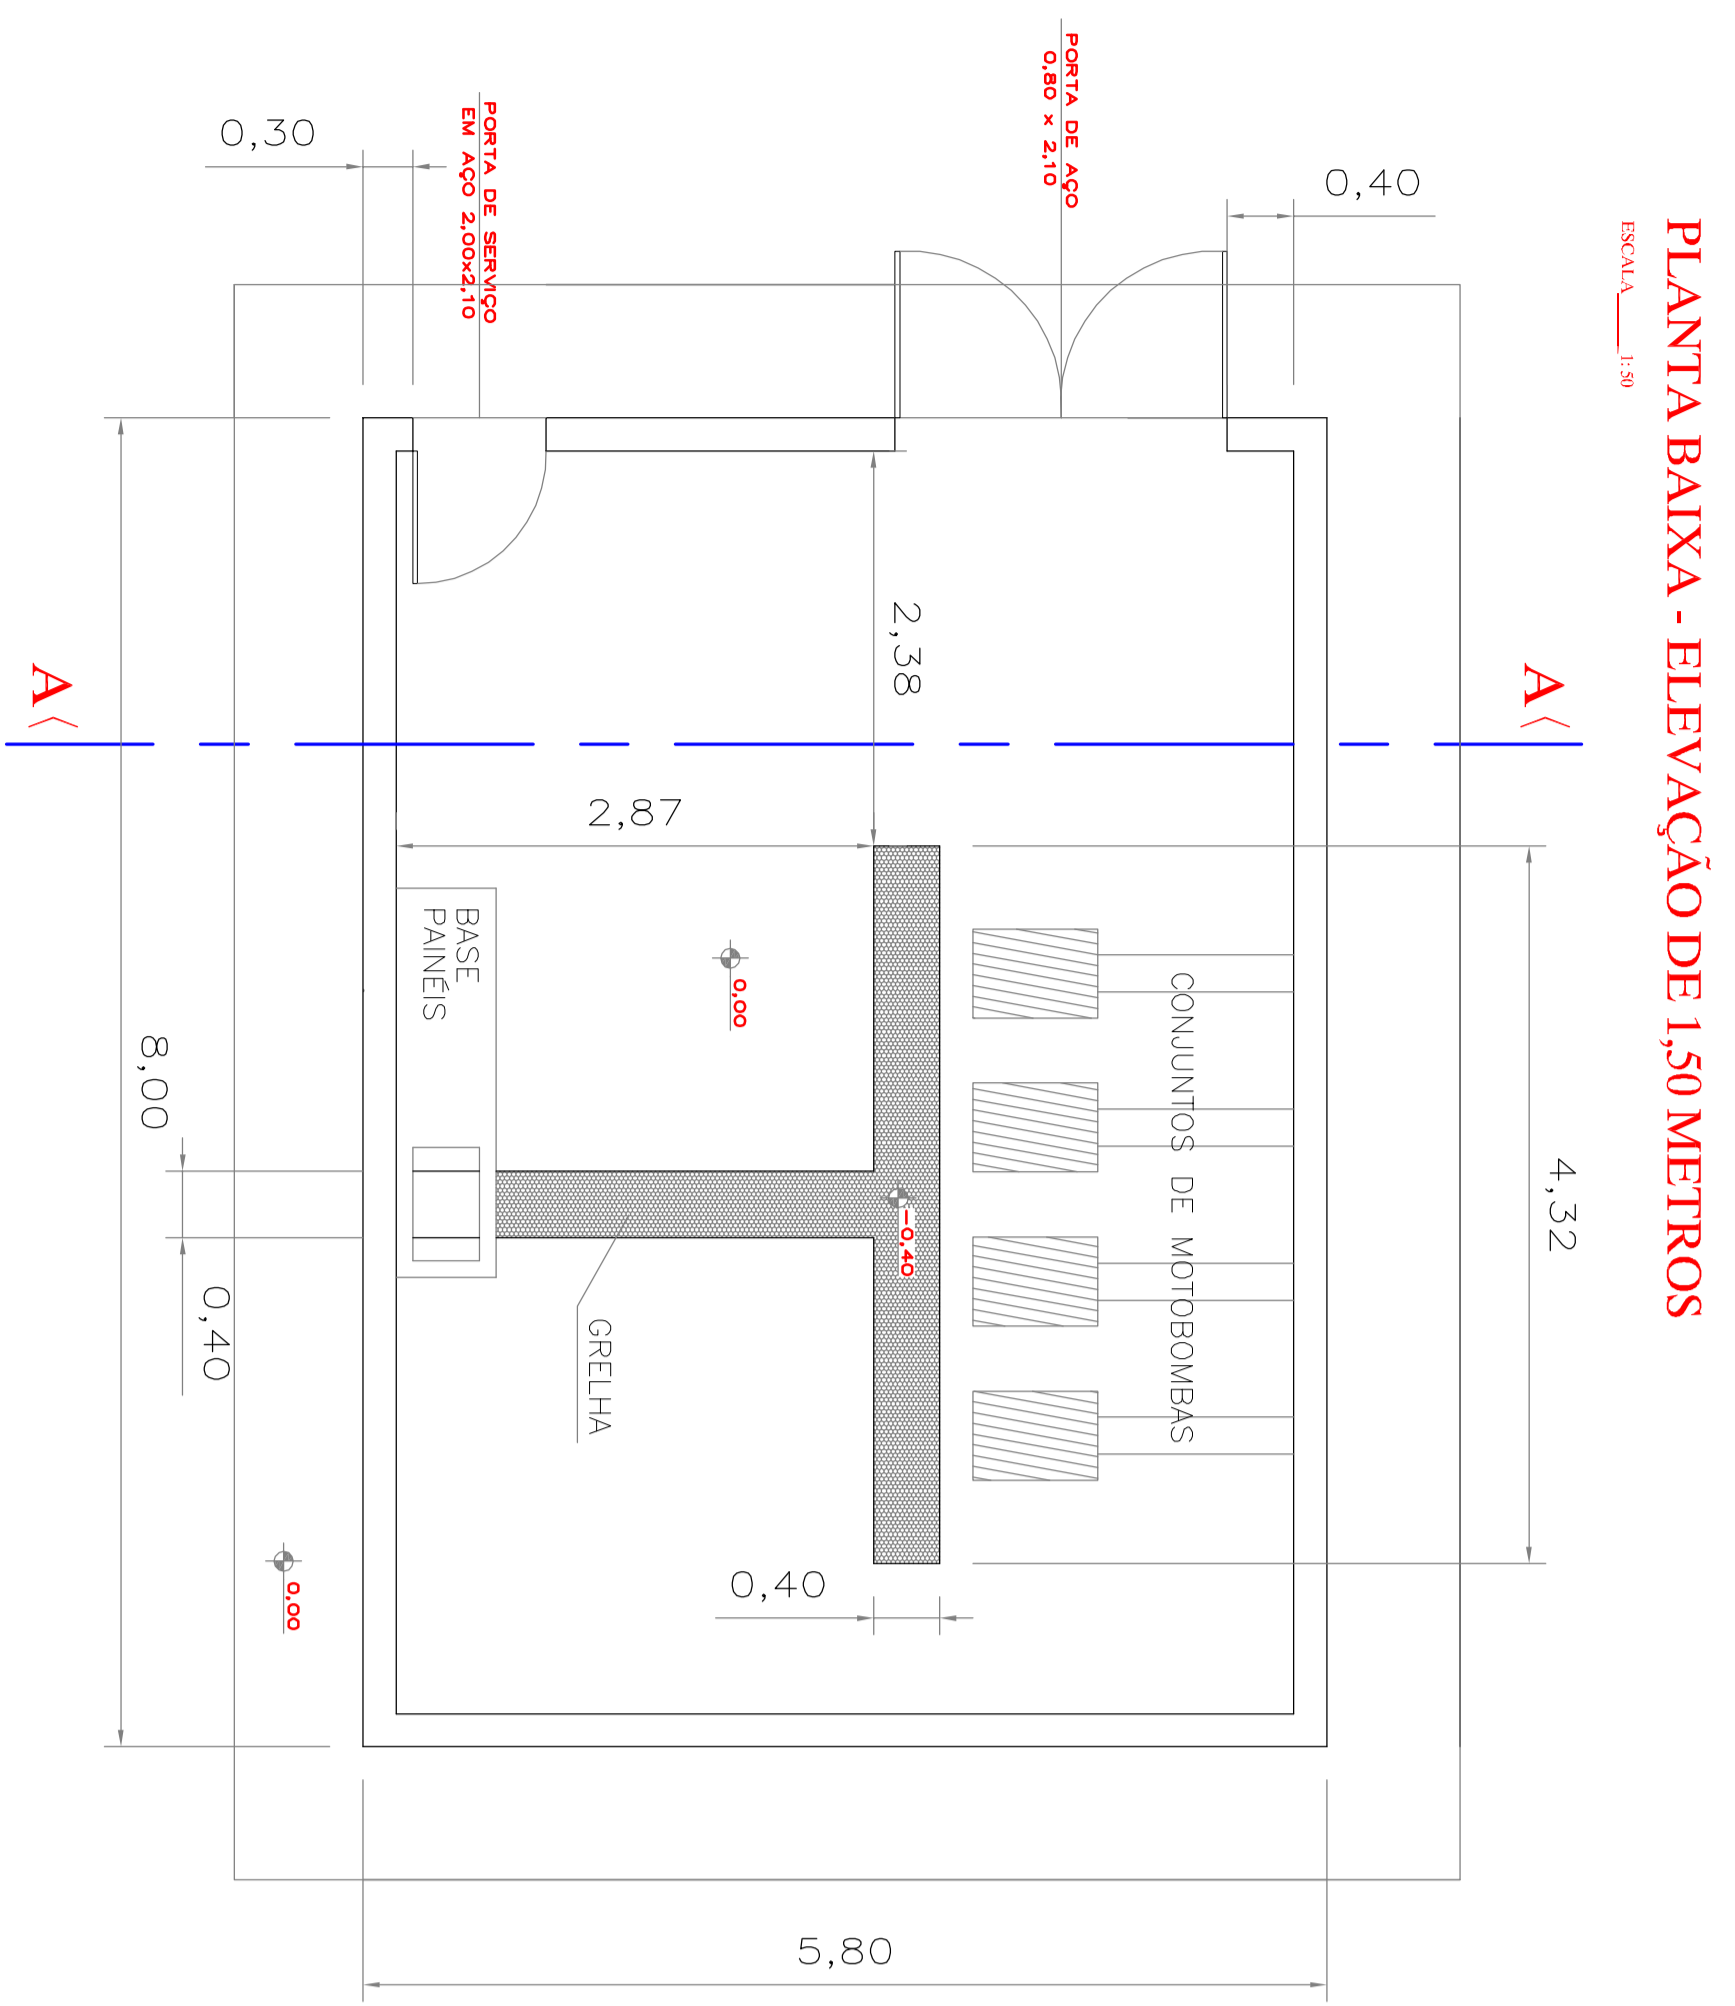 PLANTA BAIXA - ELEVAÇÃO DE 1,50 METROS
ESCALA 1:50
A
A
PORTA DE AÇO
0,80 x 2,10
PORTA DE SERVIÇO
EM AÇO 2,00x2,10
0,40
0,30
2,38
2,87
4,32
CONJUNTOS DE MOTOBOMBAS
0,00
-0,40
BASE
PAINÉIS
GRELHA
8,00
0,40
0,40
0,00
5,80